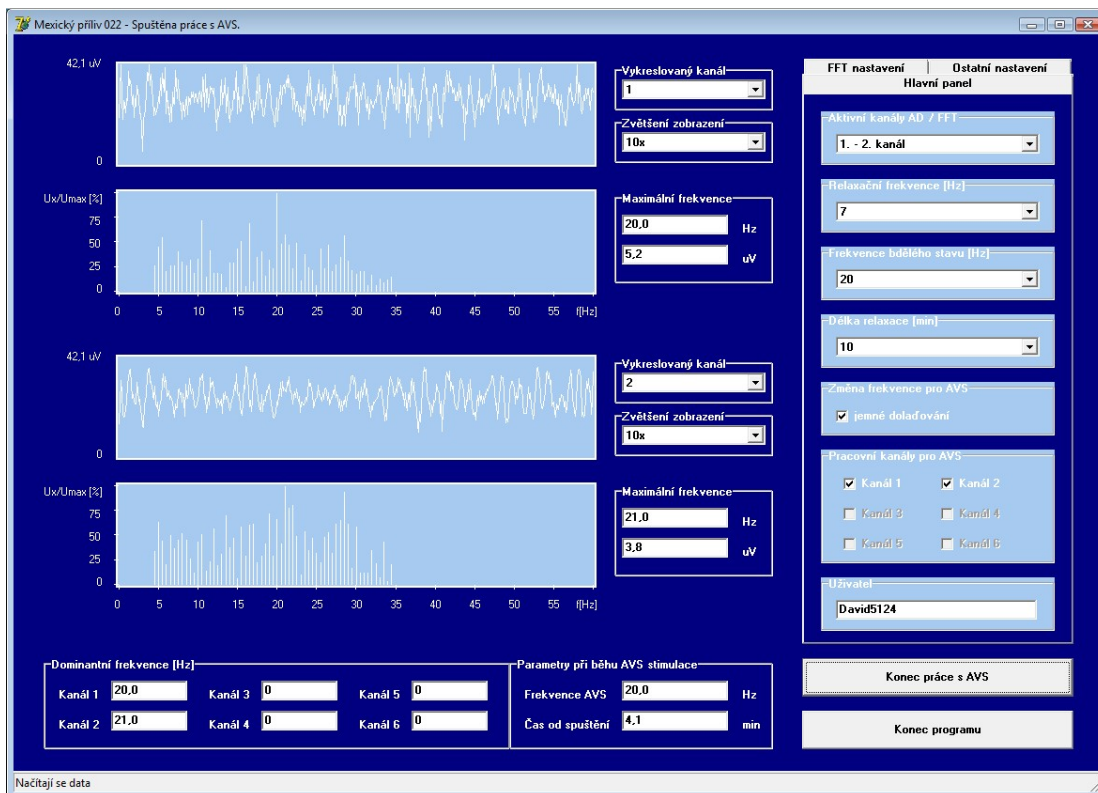 Mexický příliv 022 - Spuštěna práce s AVS.
42,1 uV
0
Vykreslovaný kanál
1
Zvětšení zobrazení
10x
Ux/Umax [%]
75
50
25
0
0 5 10 15 20 25 30 35 40 45 50 55 f[Hz]
Maximální frekvence
20,0 Hz
5,2 uV
42,1 uV
0
Vykreslovaný kanál
2
Zvětšení zobrazení
10x
Ux/Umax [%]
75
50
25
0
0 5 10 15 20 25 30 35 40 45 50 55 f[Hz]
Maximální frekvence
21,0 Hz
3,8 uV
Dominantní frekvence [Hz]
Kanál 1 20,0 Kanál 3 0 Kanál 5 0
Kanál 2 21,0 Kanál 4 0 Kanál 6 0
Parametry při běhu AVS stimulace
Frekvence AVS 20,0 Hz
Čas od spuštění 4,1 min
FFT nastavení Ostatní nastavení
Hlavní panel
Aktivní kanály AD / FFT
1. - 2. kanál
Relaxační frekvence [Hz]
7
Frekvence bdělého stavu [Hz]
20
Délka relaxace [min]
10
Změna frekvence pro AVS
jemné dolaďování
Pracovní kanály pro AVS
Kanál 1 Kanál 2
Kanál 3 Kanál 4
Kanál 5 Kanál 6
Uživatel
David5124
Konec práce s AVS
Konec programu
Načítají se data